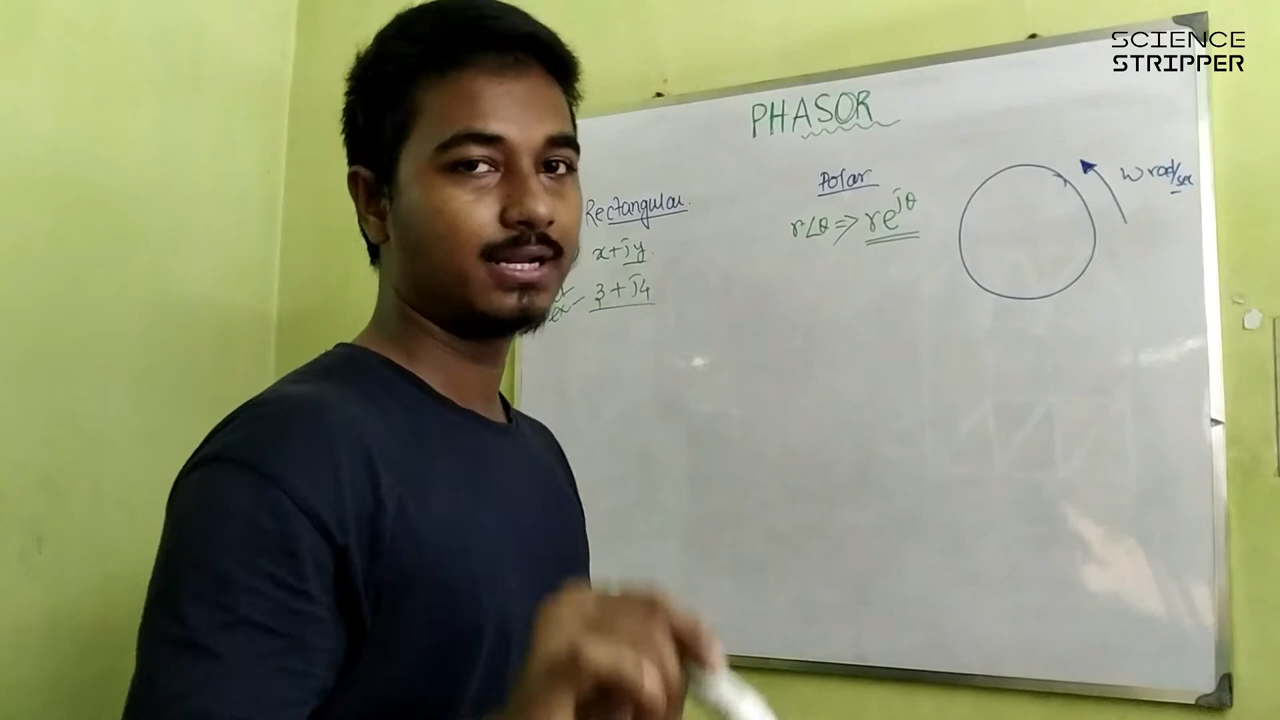 SCIENCE
STRIPPER
PHASOR
Rectangular.
x+jy.
3+j4
Polar
r∠θ => re^jθ
ω rad/sec